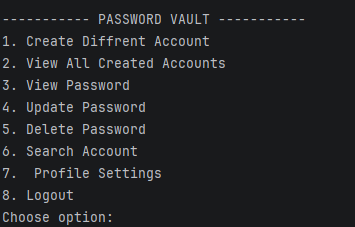 ----------- PASSWORD VAULT -----------
1. Create Diffrent Account
2. View All Created Accounts
3. View Password
4. Update Password
5. Delete Password
6. Search Account
7.  Profile Settings
8. Logout
Choose option: